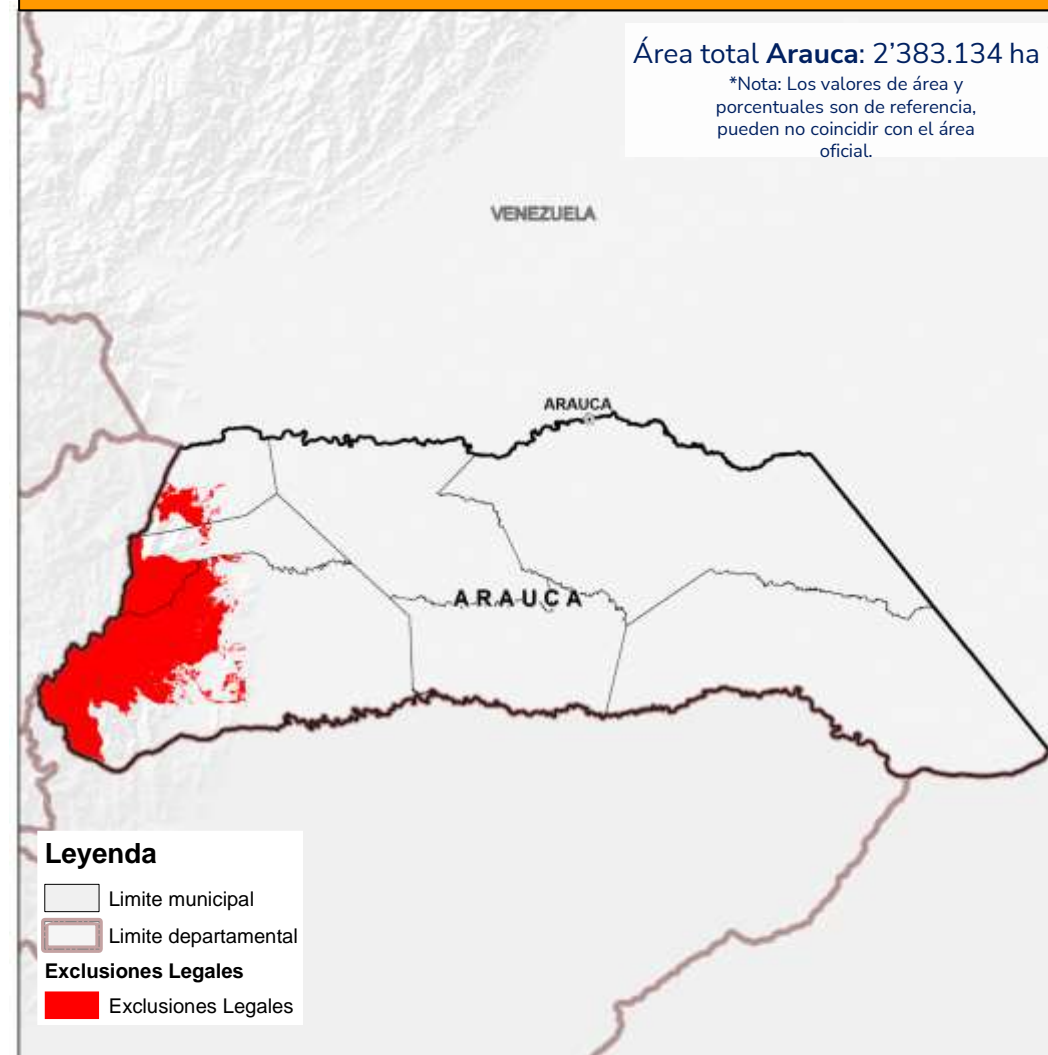 Área total Arauca: 2'383.134 ha
*Nota: Los valores de área y
porcentuales son de referencia,
pueden no coincidir con el área
oficial.
VENEZUELA
ARAUCA
ARAUCA
Leyenda
Limite municipal
Limite departamental
Exclusiones Legales
Exclusiones Legales